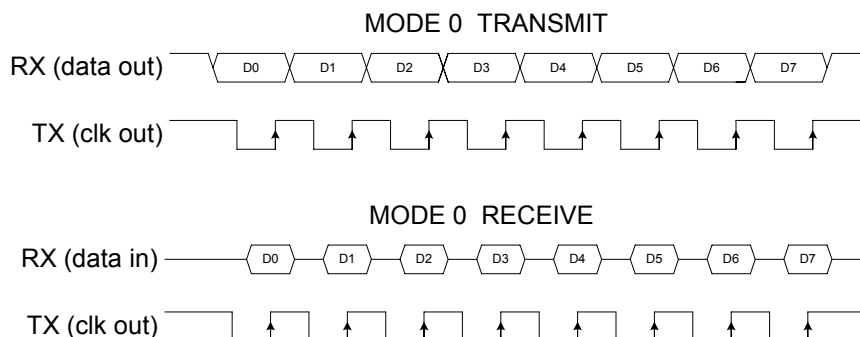 MODE 0 TRANSMIT
RX (data out) D0 D1 D2 D3 D4 D5 D6 D7
TX (clk out)
MODE 0 RECEIVE
RX (data in) D0 D1 D2 D3 D4 D5 D6 D7
TX (clk out)